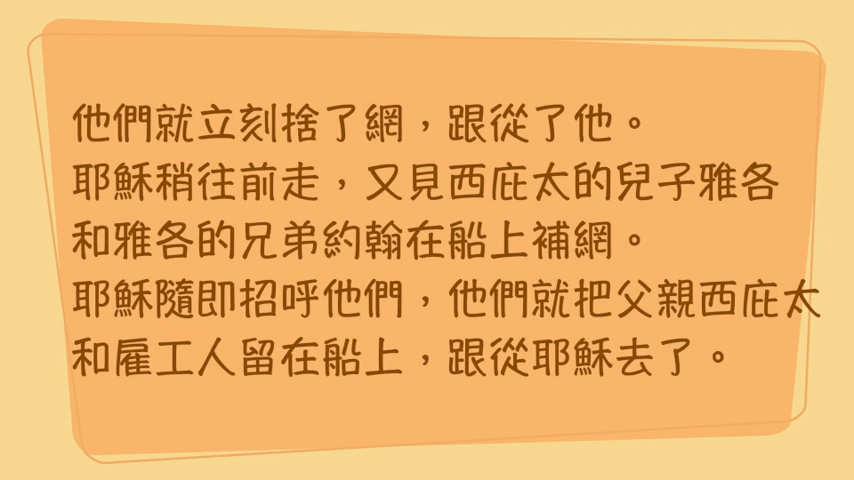 他們就立刻捨了網，跟從了他。
耶穌稍往前走，又見西庇太的兒子雅各
和雅各的兄弟約翰在船上補網。
耶穌隨即招呼他們，他們就把父親西庇太
和雇工人留在船上，跟從耶穌去了。